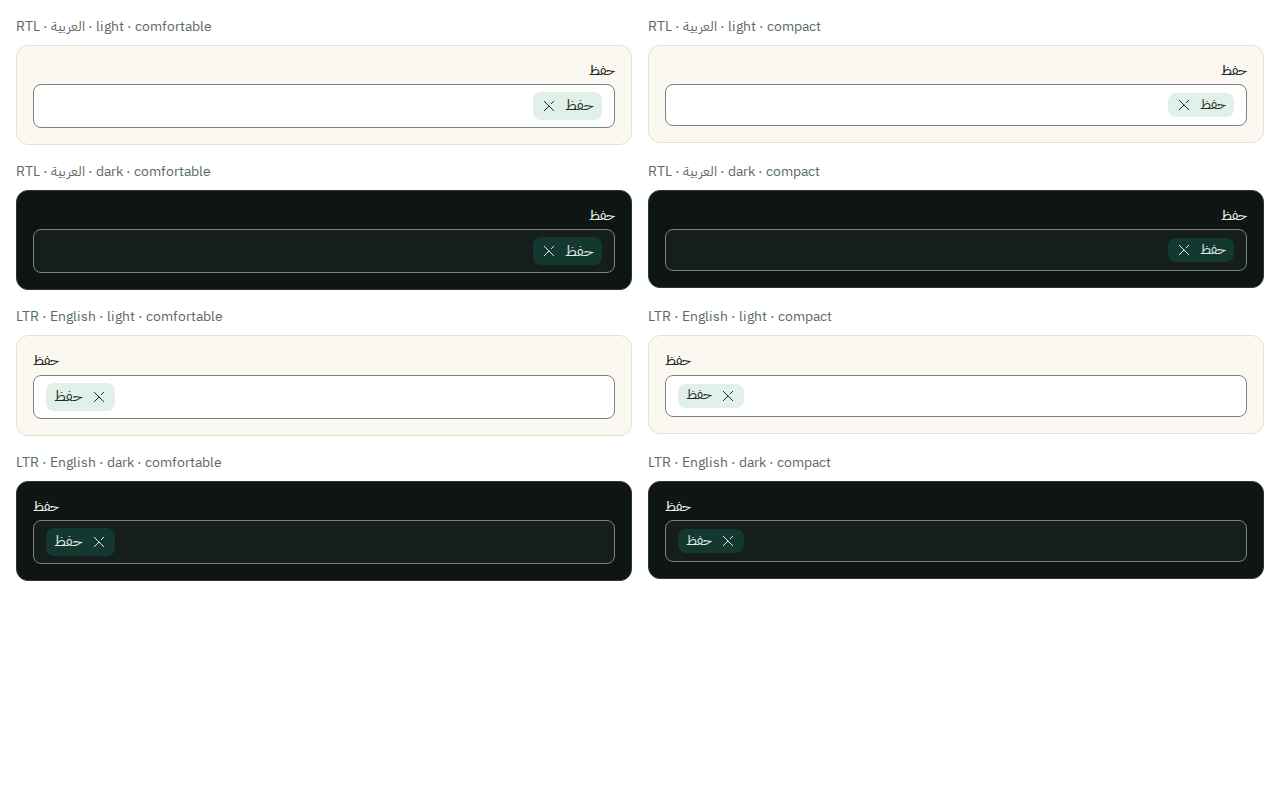 RTL · العربية · light · comfortable
حفظ
حفظ
RTL · العربية · light · compact
حفظ
حفظ
RTL · العربية · dark · comfortable
حفظ
حفظ
RTL · العربية · dark · compact
حفظ
حفظ
LTR · English · light · comfortable
حفظ
حفظ
LTR · English · light · compact
حفظ
حفظ
LTR · English · dark · comfortable
حفظ
حفظ
LTR · English · dark · compact
حفظ
حفظ